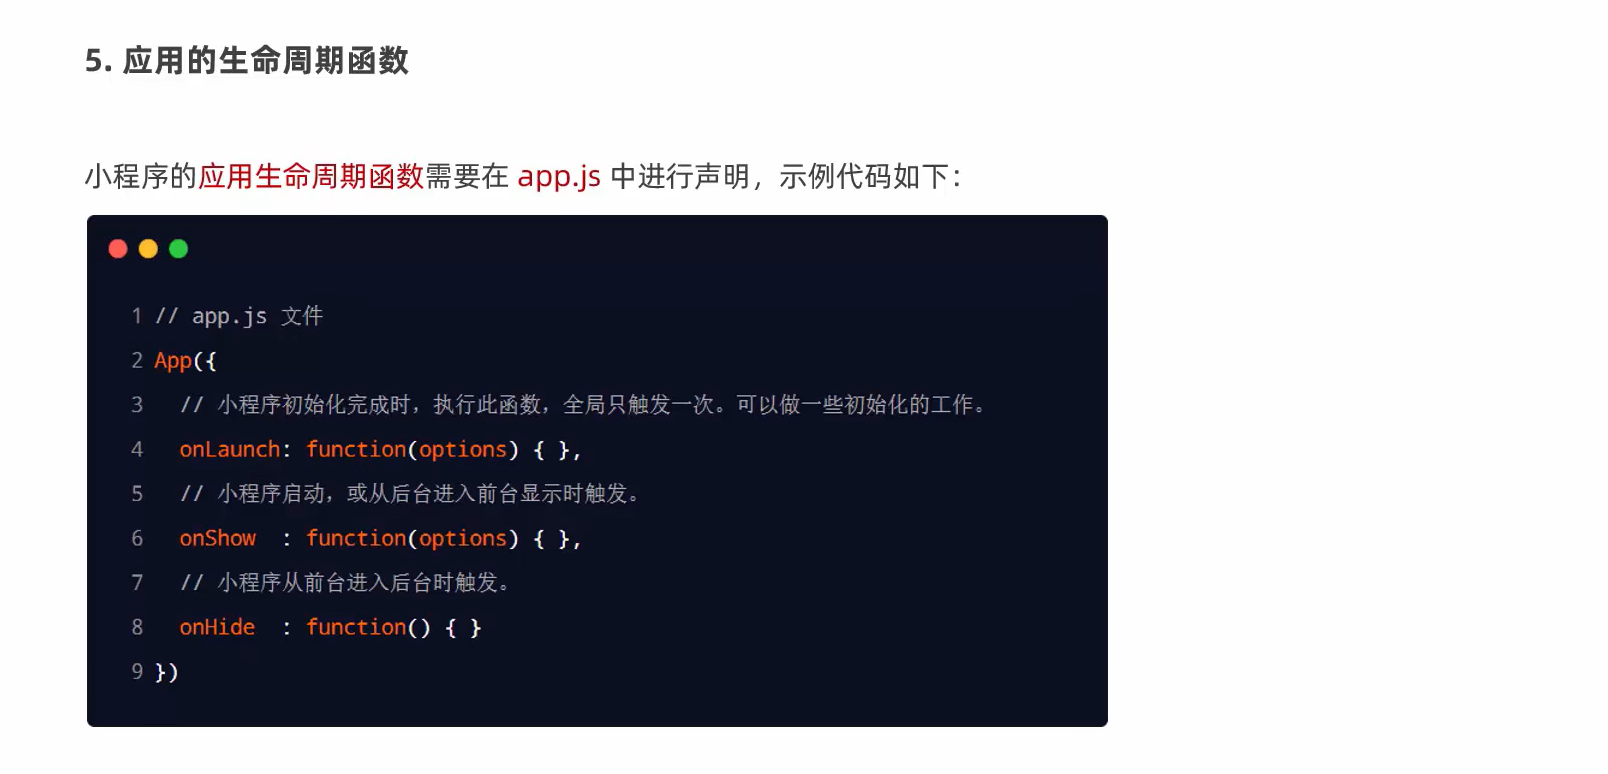 5. 应用的生命周期函数
小程序的应用生命周期函数需要在 app.js 中进行声明，示例代码如下：
1 // app.js 文件
2 App({
3   // 小程序初始化完成时，执行此函数，全局只触发一次。可以做一些初始化的工作。
4   onLaunch: function(options) { },
5   // 小程序启动，或从后台进入前台显示时触发。
6   onShow  : function(options) { },
7   // 小程序从前台进入后台时触发。
8   onHide  : function() { }
9 })